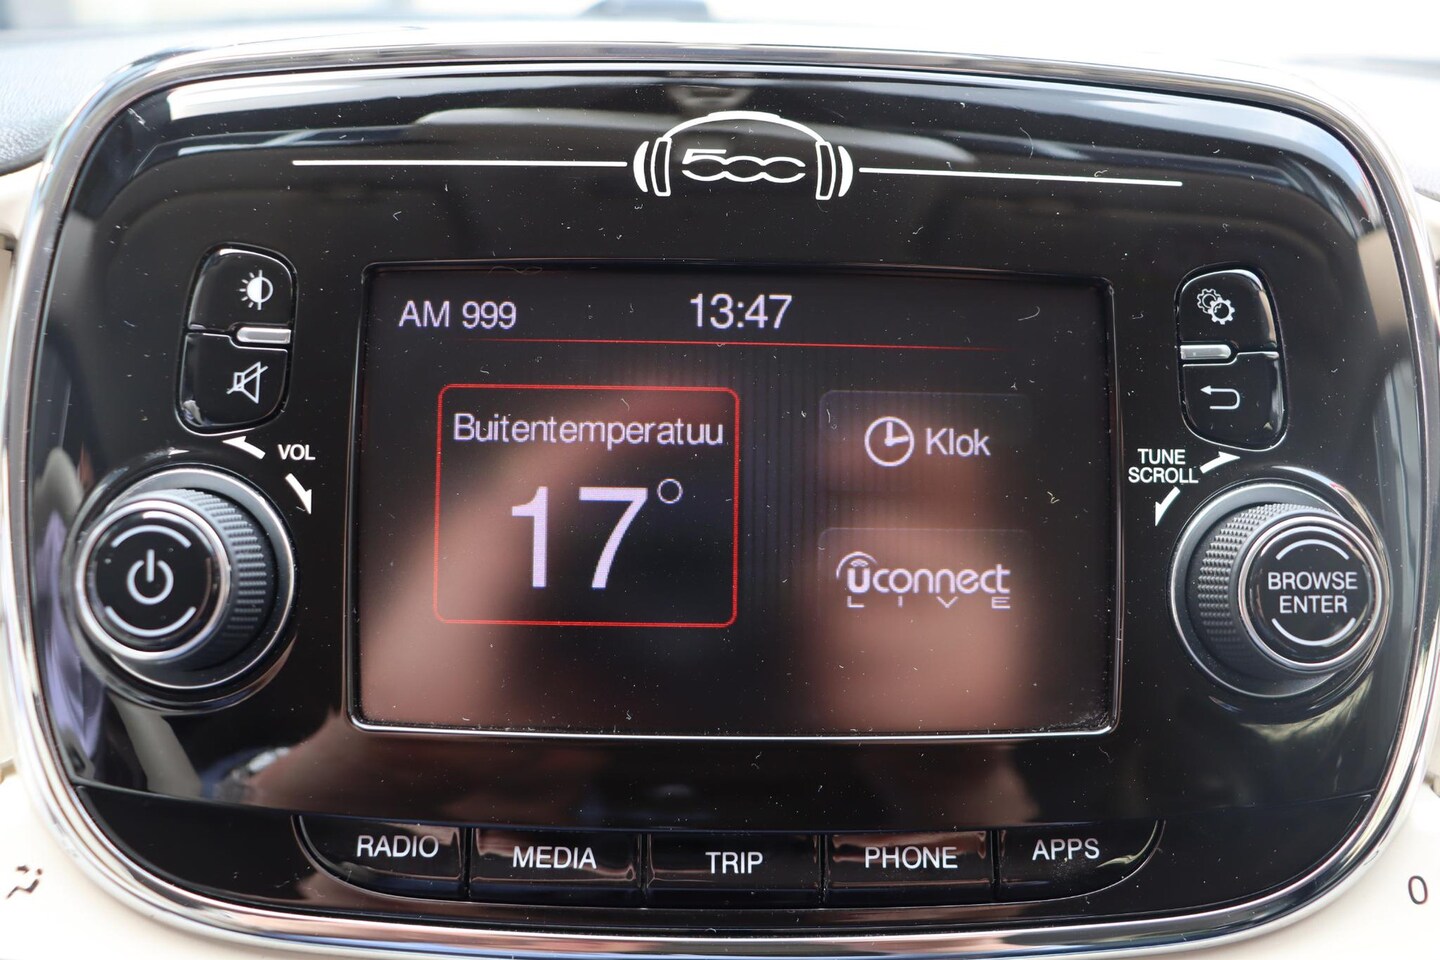 500
AM 999
13:47
Buitentemperatuu
17°
Klok
uconnect
LIVE
VOL
TUNE
SCROLL
BROWSE
ENTER
RADIO
MEDIA
TRIP
PHONE
APPS
0